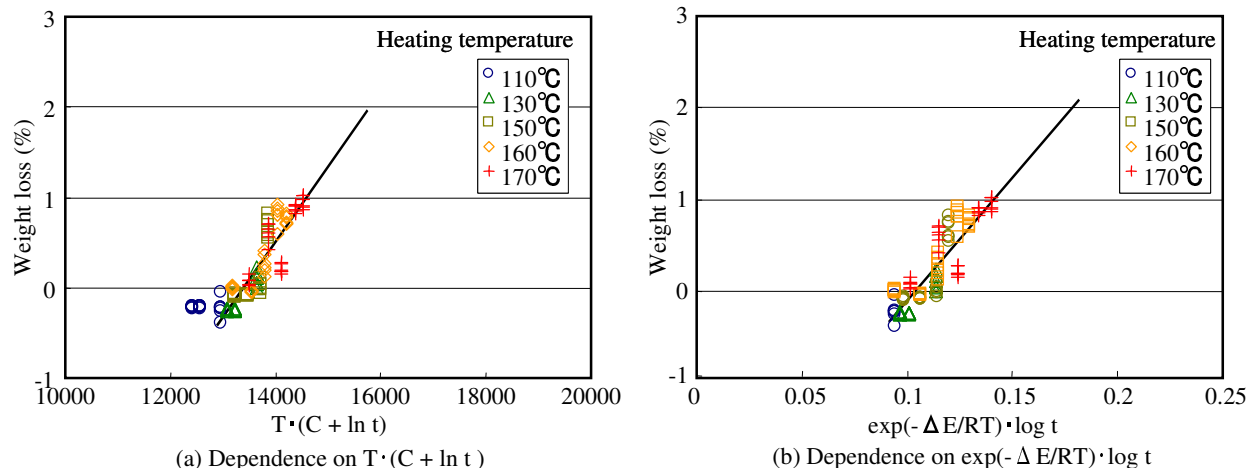 Heating temperature
110℃
130℃
150℃
160℃
170℃
3
2
1
0
-1
Weight loss (%)
10000 12000 14000 16000 18000 20000
T・(C + ln t)
(a) Dependence on T・(C + ln t )
Heating temperature
110℃
130℃
150℃
160℃
170℃
3
2
1
0
-1
Weight loss (%)
0 0.05 0.1 0.15 0.2 0.25
exp(- Δ E/RT)・log t
(b) Dependence on exp(- Δ E/RT)・log t